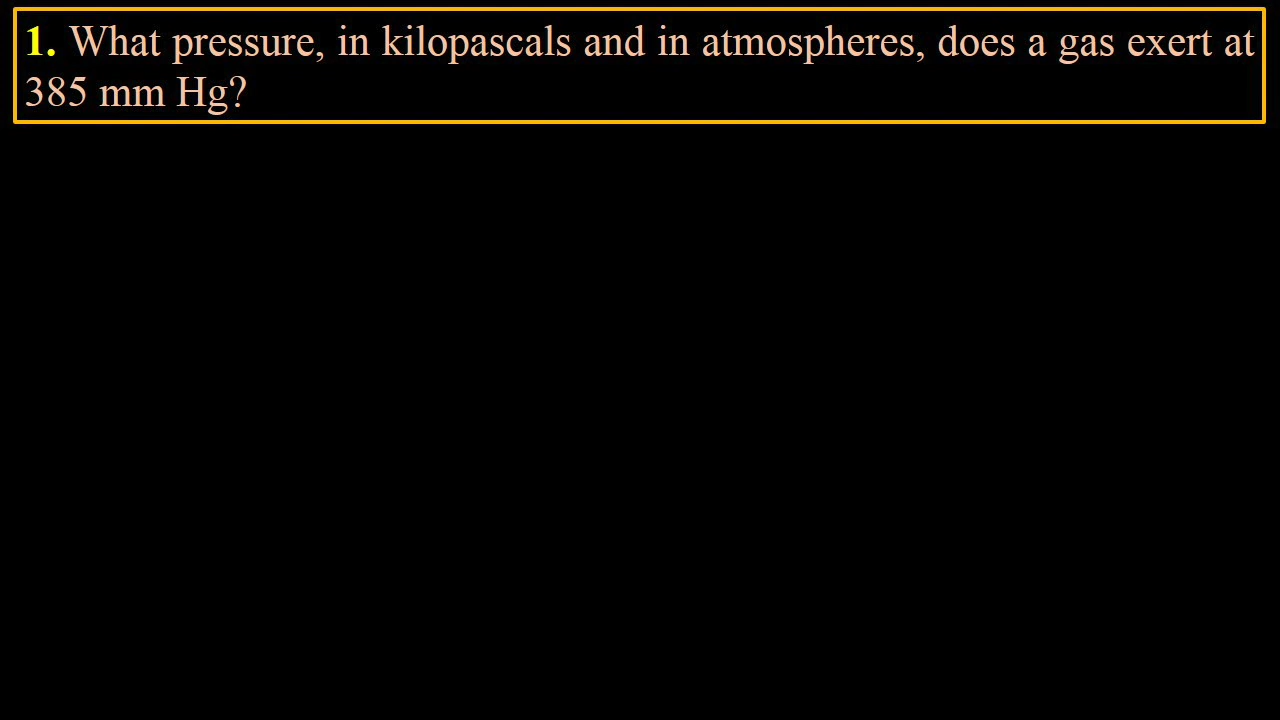 1. What pressure, in kilopascals and in atmospheres, does a gas exert at
385 mm Hg?